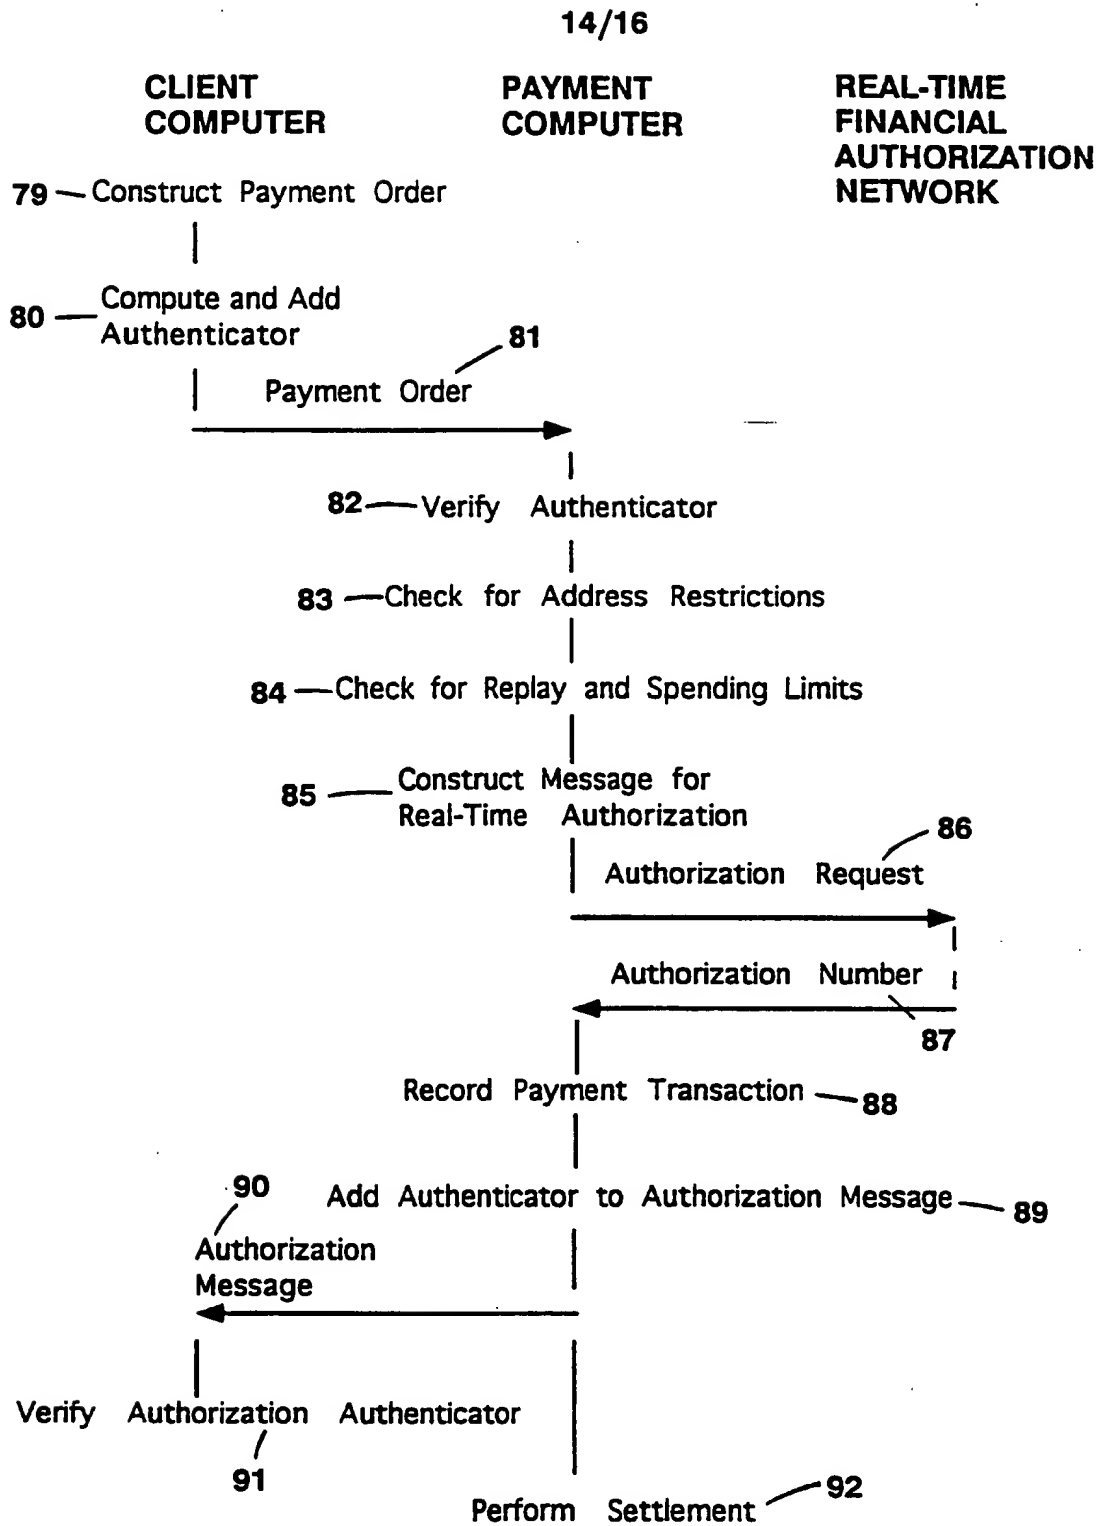 14/16
CLIENT
COMPUTER
PAYMENT
COMPUTER
REAL-TIME
FINANCIAL
AUTHORIZATION
NETWORK
79 Construct Payment Order
80 Compute and Add
Authenticator
81
Payment Order
82 Verify Authenticator
83 Check for Address Restrictions
84 Check for Replay and Spending Limits
85 Construct Message for
Real-Time Authorization
86
Authorization Request
Authorization Number
87
Record Payment Transaction 88
Add Authenticator to Authorization Message 89
90
Authorization
Message
Verify Authorization Authenticator
91
Perform Settlement 92